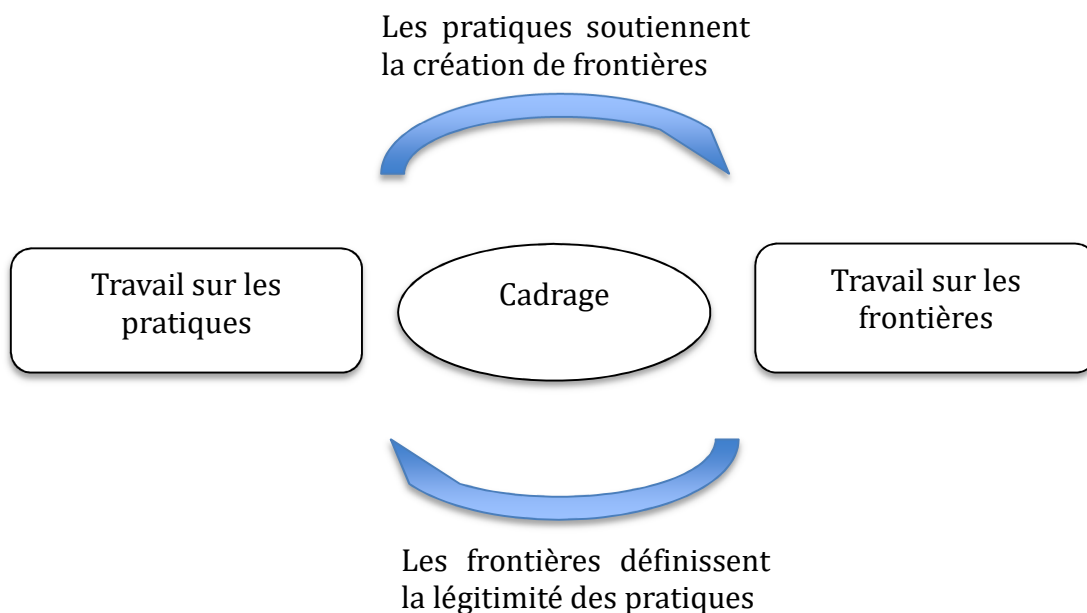 Les pratiques soutiennent
la création de frontières
Travail sur les
pratiques
Cadrage
Travail sur les
frontières
Les frontières définissent
la légitimité des pratiques